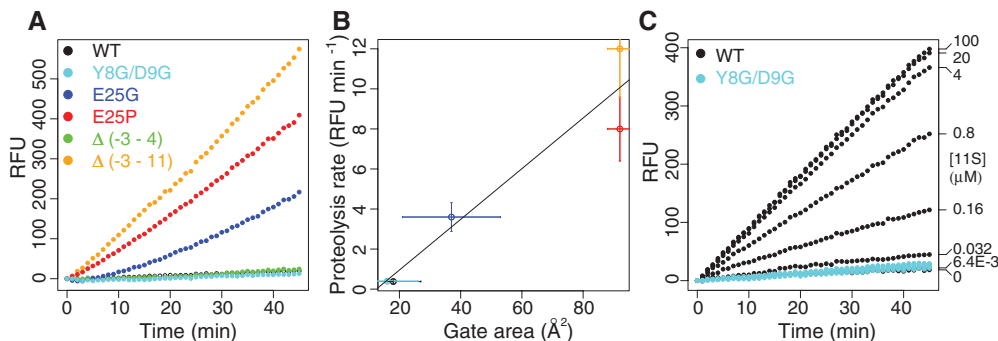 A
WT
Y8G/D9G
E25G
E25P
Δ (-3 - 4)
Δ (-3 - 11)
RFU
0
100
200
300
400
500
0
10
20
30
40
Time (min)
B
Proteolysis rate (RFU min -1)
0
2
4
6
8
10
12
20
40
60
80
Gate area (Å2)
C
WT
Y8G/D9G
RFU
0
100
200
300
400
0
10
20
30
40
Time (min)
100
20
4
0.8
[11S]
(μM)
0.16
0.032
6.4E-3
0